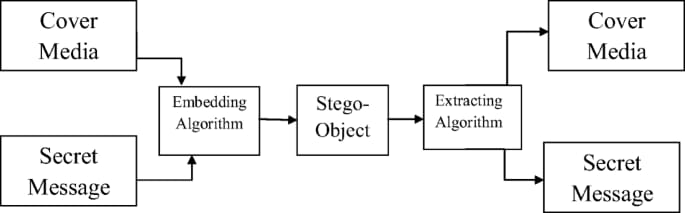 Cover
Media
Secret
Message
Embedding
Algorithm
Stego-
Object
Extracting
Algorithm
Cover
Media
Secret
Message